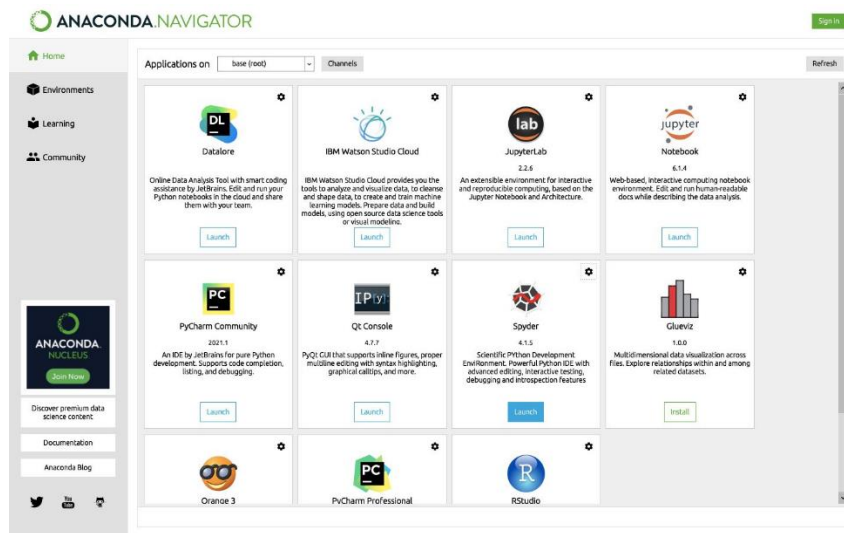 ANACONDA.NAVIGATOR
Sign in
Home
Environments
Learning
Community
ANACONDA.
NUCLEUS
Join Now
Discover premium data
science content
Documentation
Anaconda Blog
You
Tube
Applications on
base (root)
Channels
Refresh
DL
Datalore
Online Data Analysis Tool with smart coding
assistance by JetBrains. Edit and run your
Python notebooks in the cloud and share
them with your team.
Launch
IBM Watson Studio Cloud
IBM Watson Studio Cloud provides you the
tools to analyze and visualize data, to cleanse
and shape data, to create and train machine
learning models. Prepare data and build
models, using open source data science tools
or visual modeling.
Launch
lab
JupyterLab
2.2.6
An extensible environment for interactive
and reproducible computing, based on the
Jupyter Notebook and Architecture.
Launch
jupyter
Notebook
6.1.4
Web-based, interactive computing notebook
environment. Edit and run human-readable
docs while describing the data analysis.
Launch
PC
PyCharm Community
2021.1
An IDE by JetBrains for pure Python
development. Supports code completion,
listing, and debugging.
Launch
IP[y]:
Qt Console
4.7.7
PyQt GUI that supports inline figures, proper
multiline editing with syntax highlighting,
graphical calltips, and more.
Launch
Spyder
4.1.5
Scientific PYthon Development
EnviRonment. Powerful Python IDE with
advanced editing, interactive testing,
debugging and introspection features
Launch
Glueviz
1.0.0
Multidimensional data visualization across
files. Explore relationships within and among
related datasets.
Install
Orange 3
PC
PyCharm Professional
R
RStudio